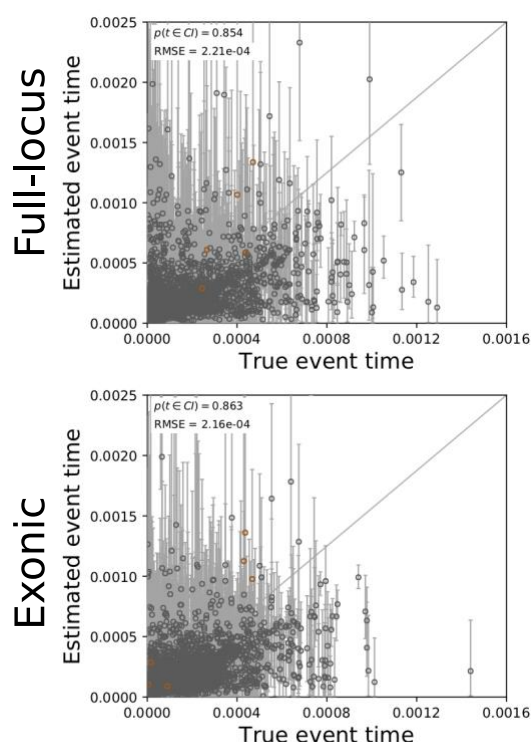 Full-locus
Estimated event time
0.0025
0.0020
0.0015
0.0010
0.0005
0.0000
p(t ∈ CI) = 0.854
RMSE = 2.21e-04
0.0000 0.0004 0.0008 0.0012 0.0016
True event time
Exonic
Estimated event time
0.0025
0.0020
0.0015
0.0010
0.0005
0.0000
p(t ∈ CI) = 0.863
RMSE = 2.16e-04
0.0000 0.0004 0.0008 0.0012 0.0016
True event time